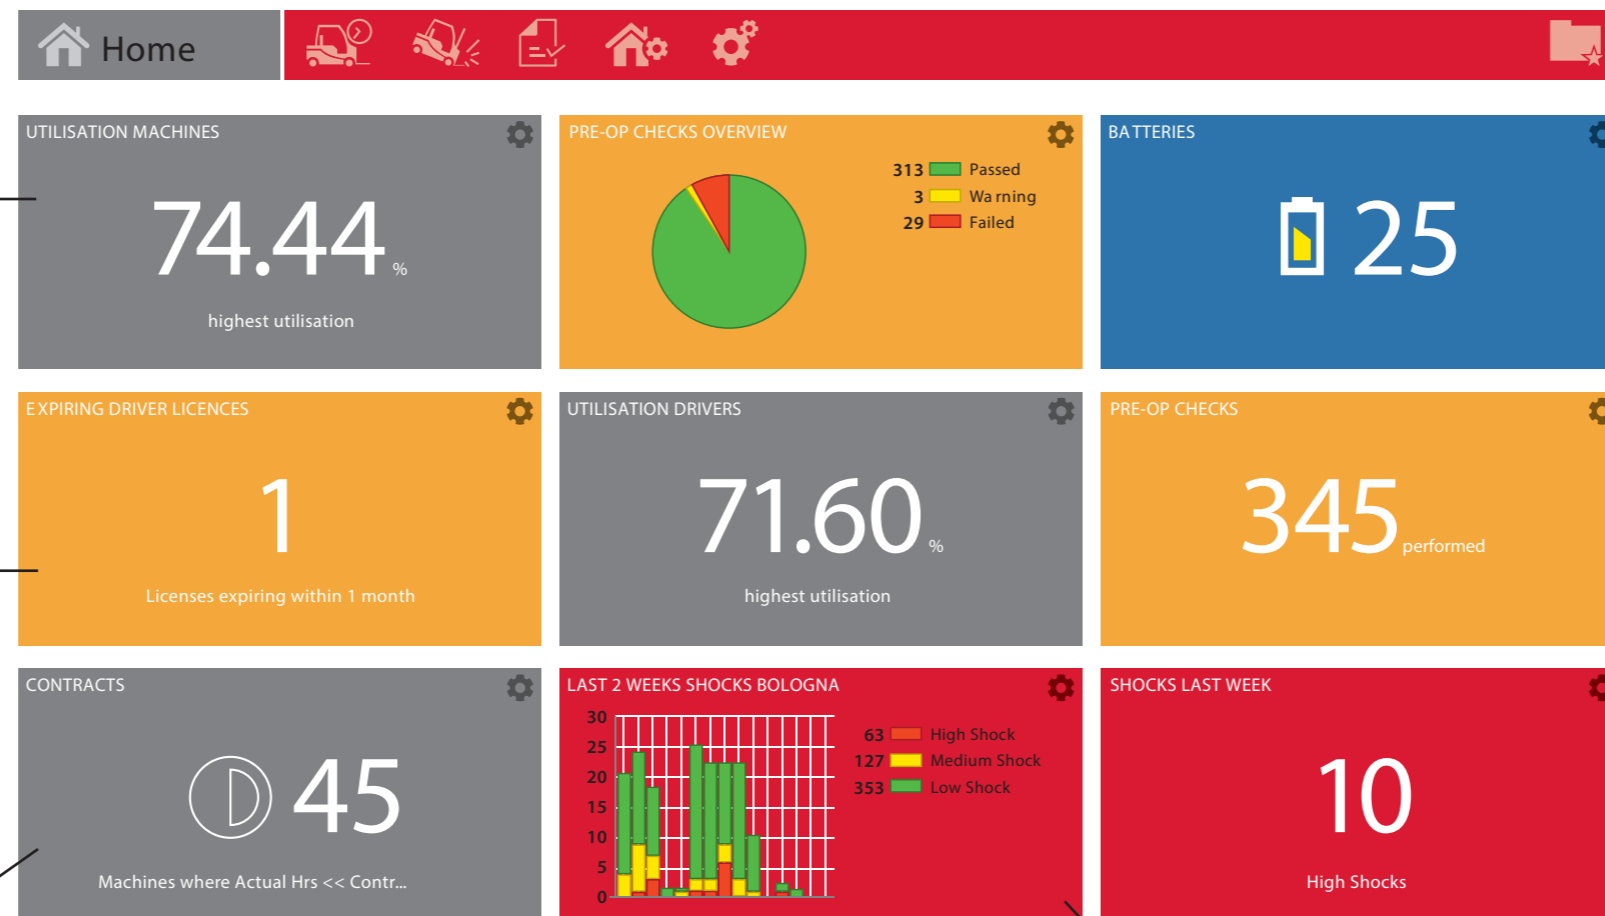 Home
UTILISATION MACHINES
74.44 %
highest utilisation
PRE-OP CHECKS OVERVIEW
313 Passed
3 Warning
29 Failed
BATTERIES
25
EXPIRING DRIVER LICENCES
1
Licenses expiring within 1 month
UTILISATION DRIVERS
71.60 %
highest utilisation
PRE-OP CHECKS
345 performed
CONTRACTS
45
Machines where Actual Hrs << Contr...
LAST 2 WEEKS SHOCKS BOLOGNA
30
25
20
15
10
5
0
63 High Shock
127 Medium Shock
353 Low Shock
SHOCKS LAST WEEK
10
High Shocks